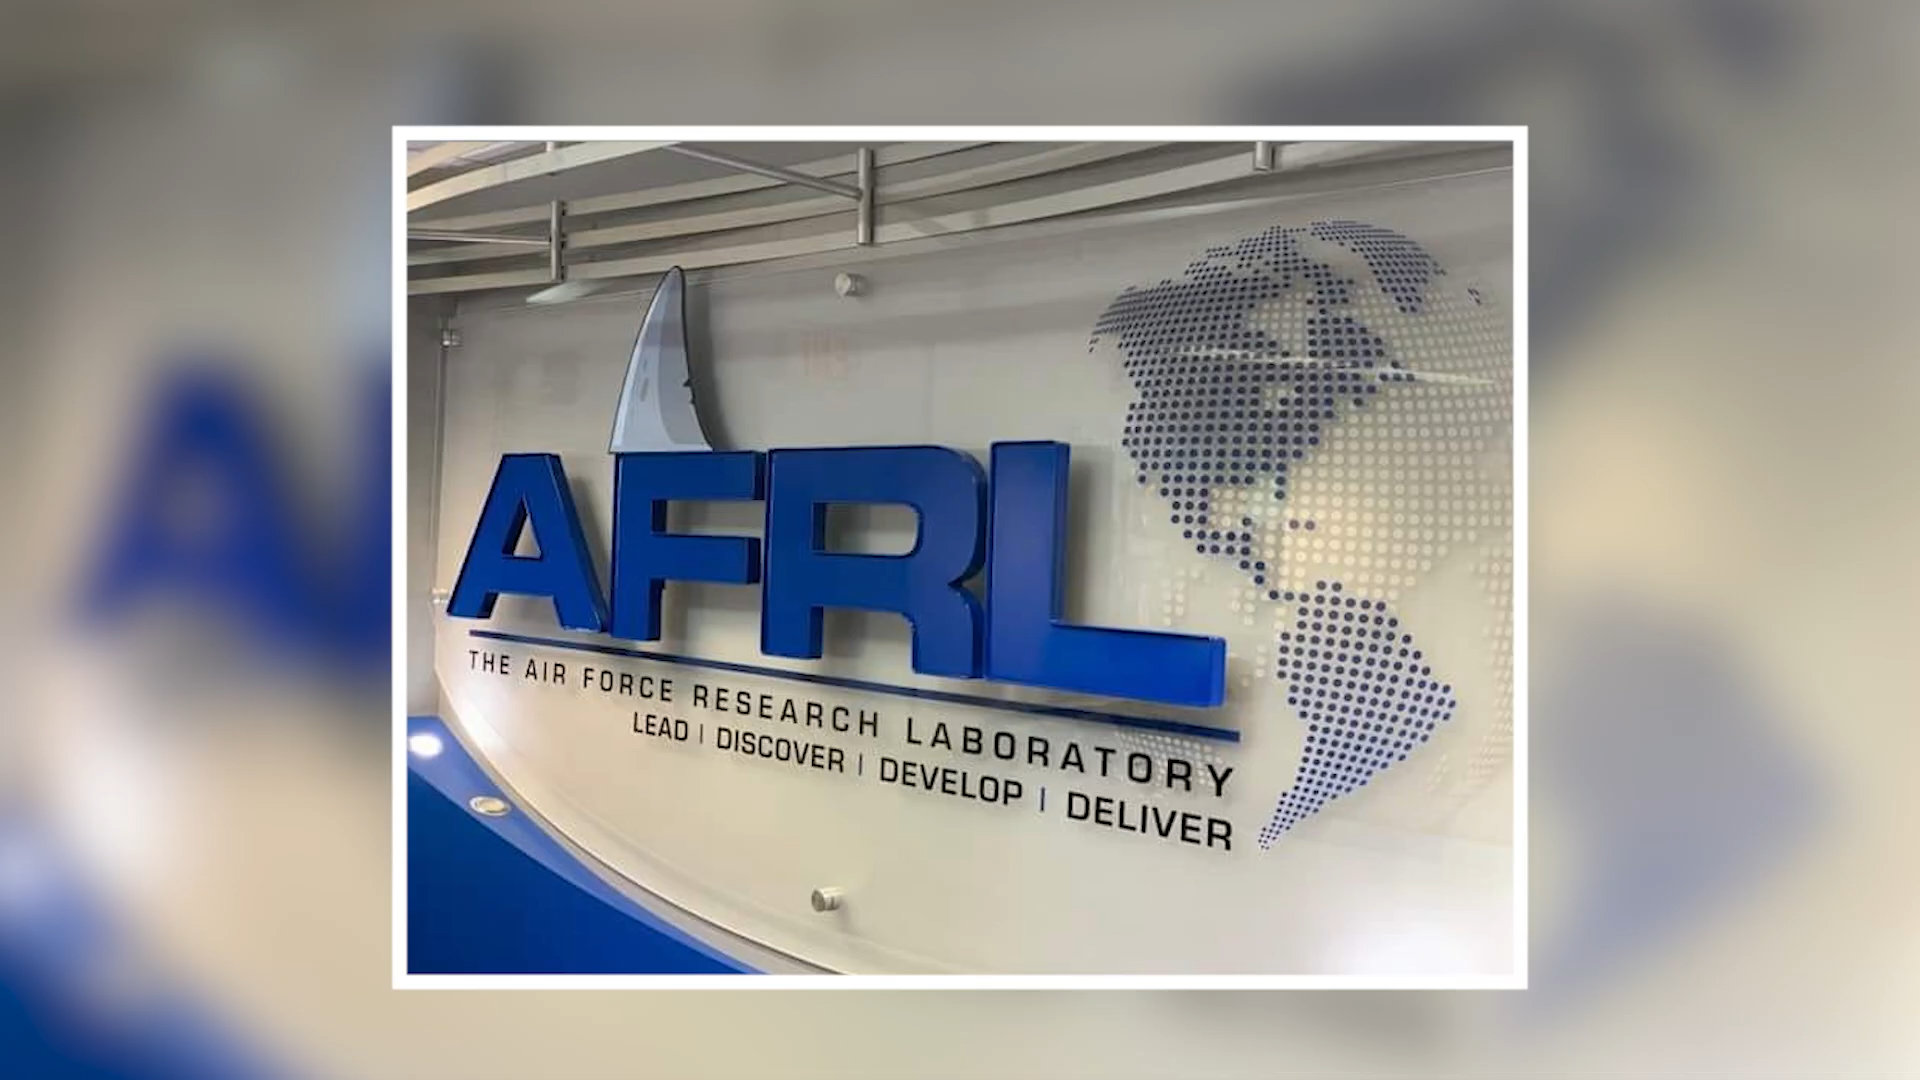 AFRL
THE AIR FORCE RESEARCH LABORATORY
LEAD | DISCOVER | DEVELOP | DELIVER